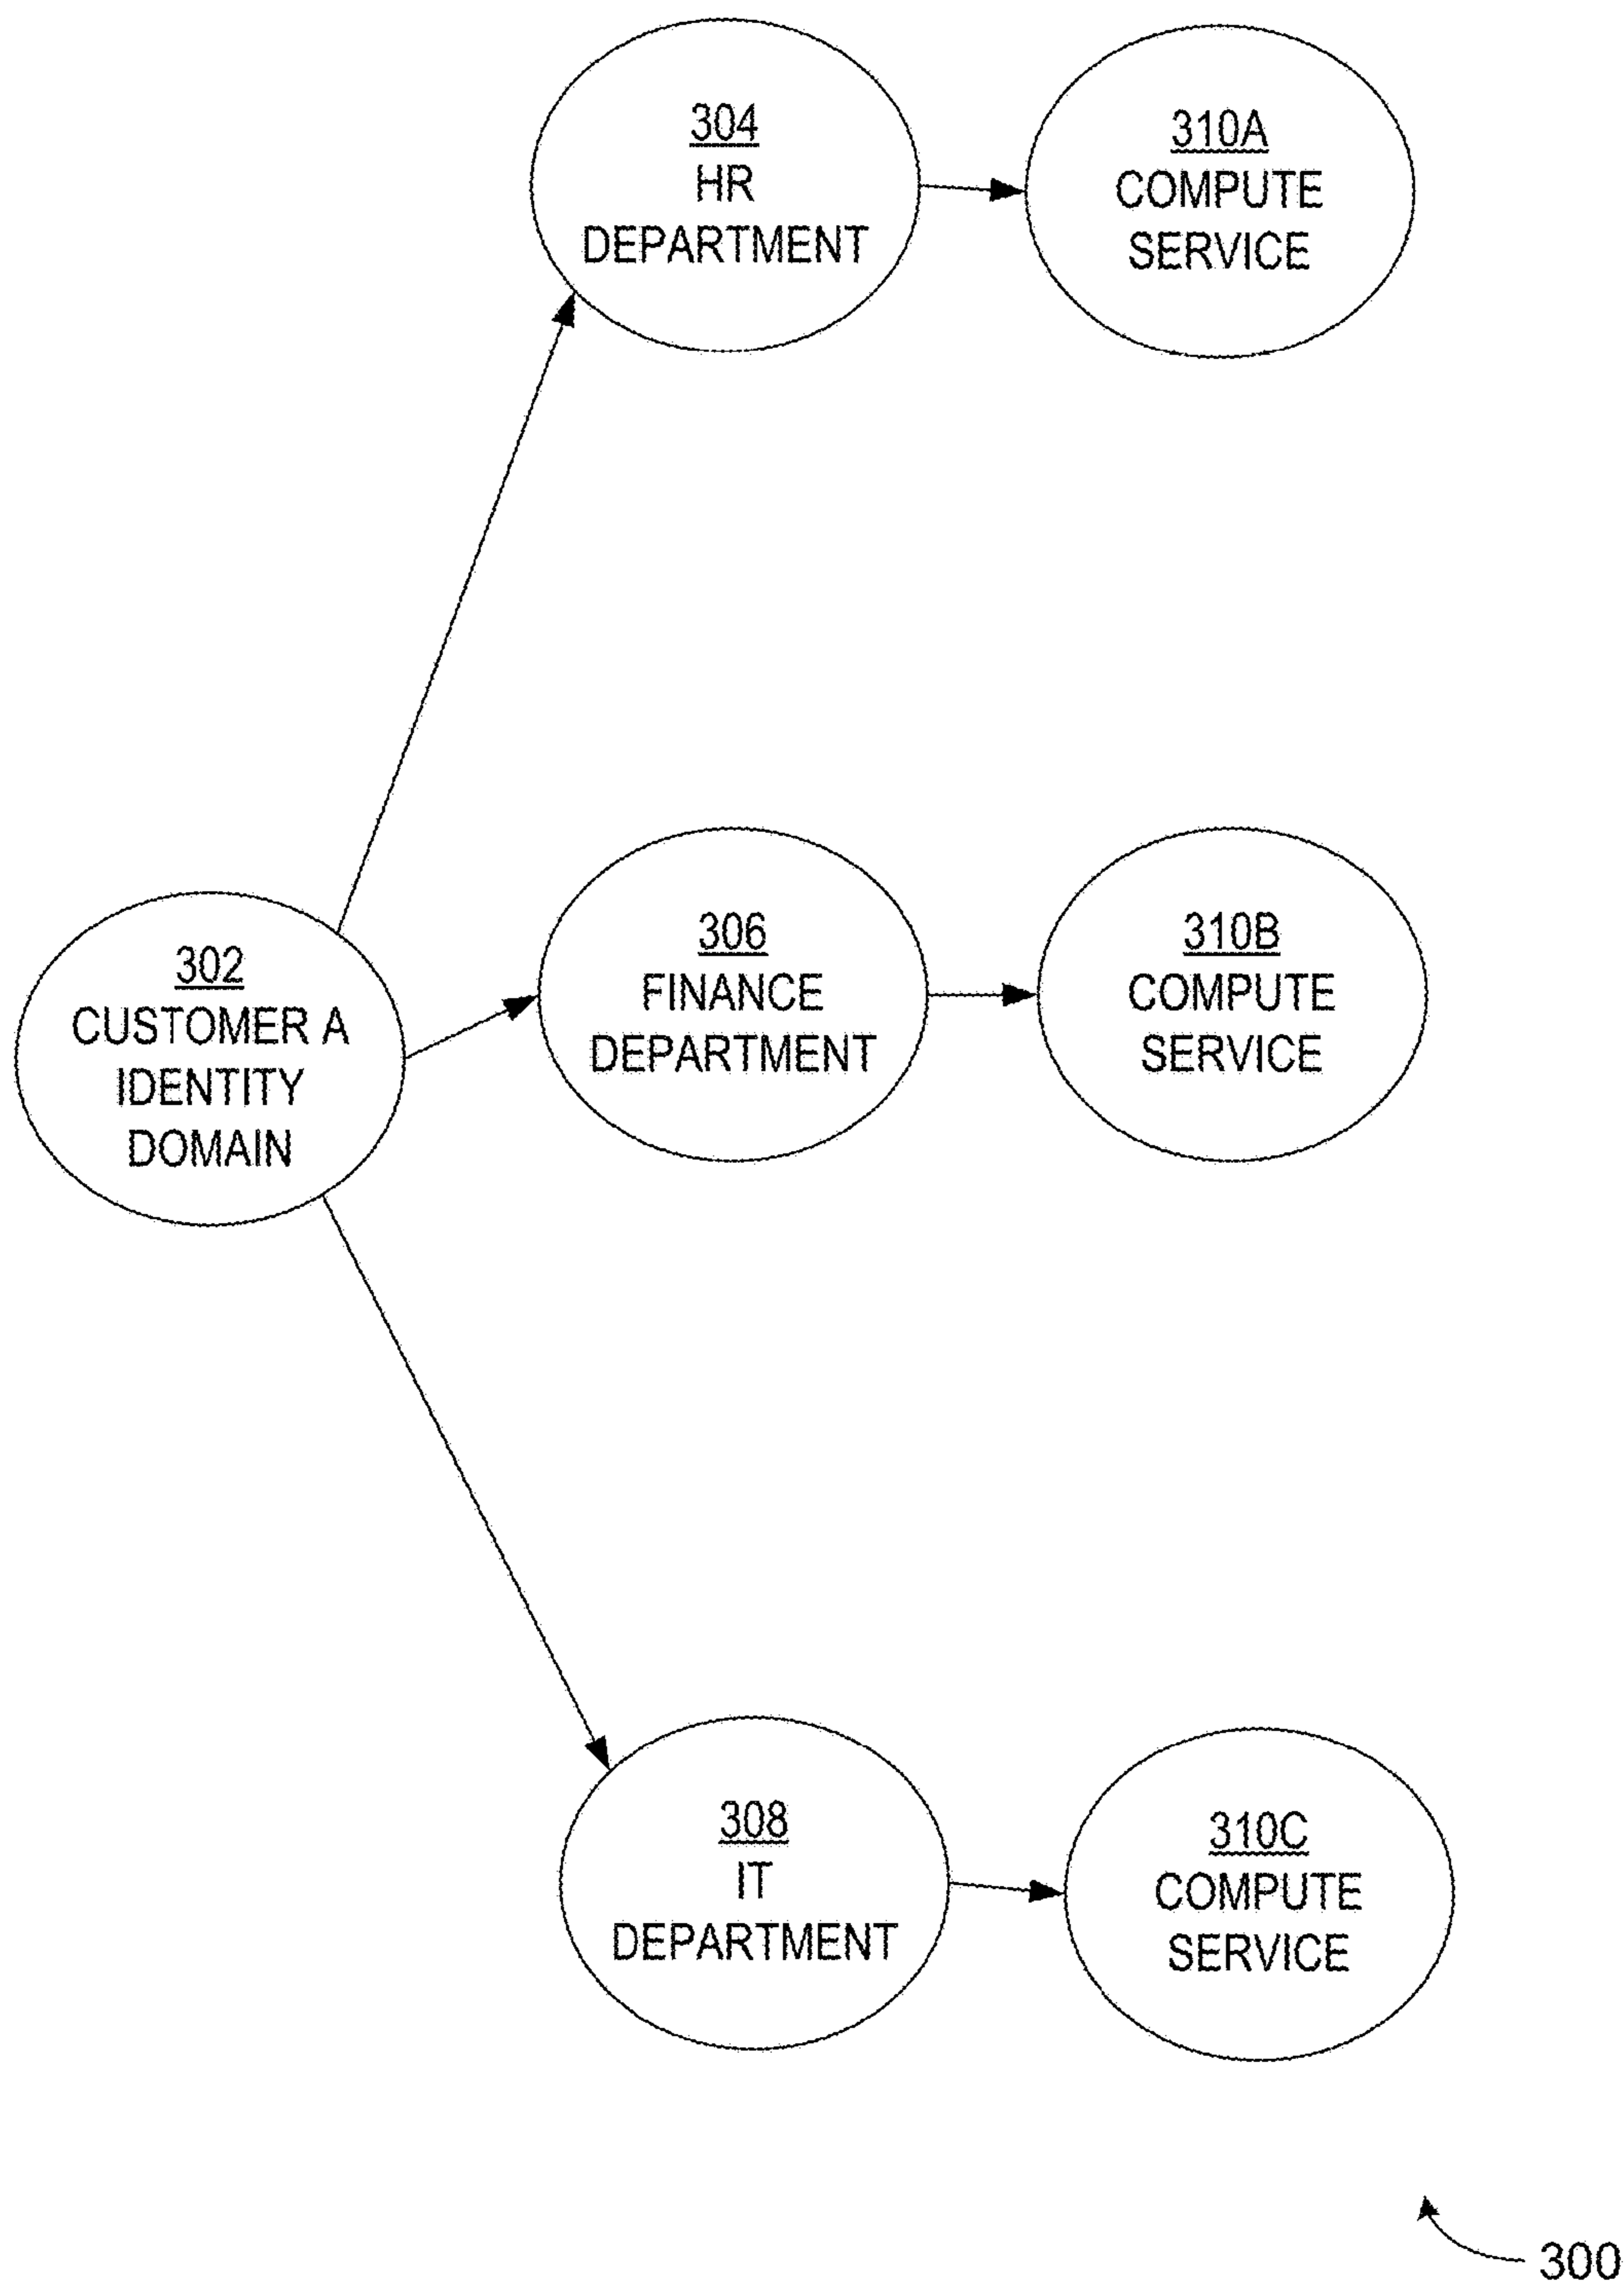 304
HR
DEPARTMENT
310A
COMPUTE
SERVICE
302
CUSTOMER A
IDENTITY
DOMAIN
306
FINANCE
DEPARTMENT
310B
COMPUTE
SERVICE
308
IT
DEPARTMENT
310C
COMPUTE
SERVICE
300